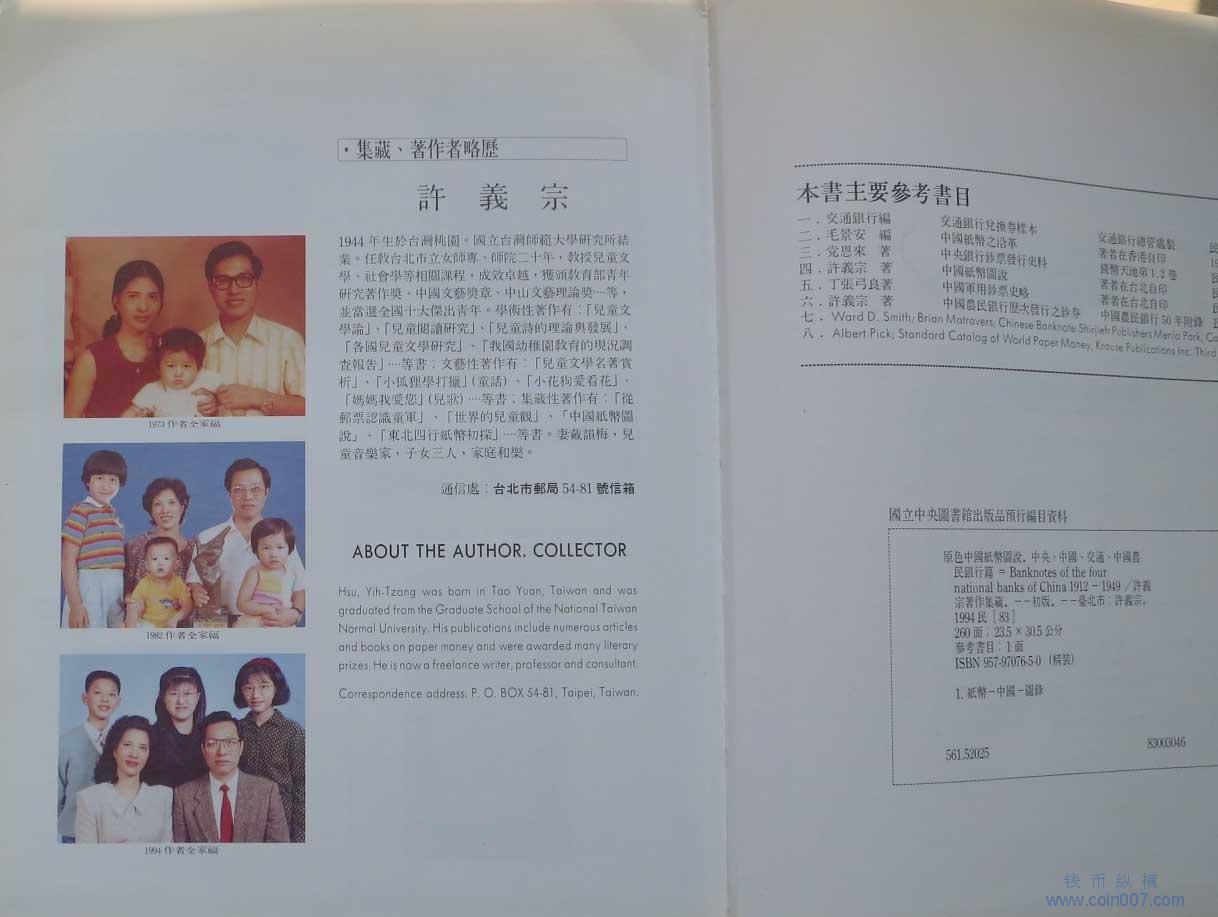 ·集藏、著作者略歷
許 義 宗
1944 年生於台灣桃園。國立台灣師範大學研究所結
業。任教台北市立女師專、師院二十年，教授兒童文
學、社會學等相關課程，成效卓越，獲頒教育部青年
研究著作獎、中國文藝獎章、中山文藝理論獎…等，
並當選全國十大傑出青年。學術性著作有：「兒童文
學論」、「兒童閱讀研究」、「兒童詩的理論與發展」、
「各國兒童文學研究」、「我國幼稚園教育的現況調
查報告」…等書；文藝性著作有：「兒童文學名著賞
析」、「小狐狸學打獵」(童話) 、「小花狗愛看花」、
「媽媽我愛您」(兒歌) …等書；集藏性著作有：「從
郵票認識童軍」、「世界的兒童觀」、「中國紙幣圖
說」、「東北四行紙幣初探」…等書。妻戴韻梅，兒
童音樂家，子女三人，家庭和樂。
通信處：台北市郵局 54-81 號信箱
ABOUT THE AUTHOR. COLLECTOR
Hsu, Yih-Tzong was born in Tao Yuan, Taiwan and was
graduated from the Graduate School of the National Taiwan
Normal University. His publications include numerous articles
and books on paper money and were awarded many literary
prizes. He is now a freelance writer, professor and consultant.
Correspondence address: P. O. BOX 54-81, Taipei, Taiwan.
1973 作者全家福
1982 作者全家福
1994 作者全家福
本書主要參考書目
一．交通銀行編 交通銀行兌換券樣本 交通銀行總管處製 民
二．毛景安 編 中國紙幣之沿革 著者在香港自印 19
三．党恩來 著 中央銀行鈔票發行史料 錢幣天地第 1.2 卷 民
四．許義宗 著 中國紙幣圖說 著者在台北自印 民
五．丁張弓良著 中國軍用鈔票史略 著者在台北自印 民
六．許義宗 著 中國農民銀行歷次發行之鈔券 中國農民銀行 50 年附錄 民
七．Ward D. Smith/ Brian Matravers; Chinese Banknote Shirjieh Publishers Menlo Park, Ca
八．Albert Pick; Standard Catalog of World Paper Money, Krause Publications Inc. Third
國立中央圖書館出版品預行編目資料
原色中國紙幣圖說．中央、中國、交通、中國農
民銀行篇 = Banknotes of the four
national banks of China 1912－1949 ／許義
宗著作集藏．－－初版．－－臺北市：許義宗，
1994 民［83］
260 面；23.5 × 30.5 公分
參考書目：1 面
ISBN 957-97076-5-0（精裝）
1. 紙幣－中國－圖錄
561.52025 83003046
钱币纵横
www.coin007.com